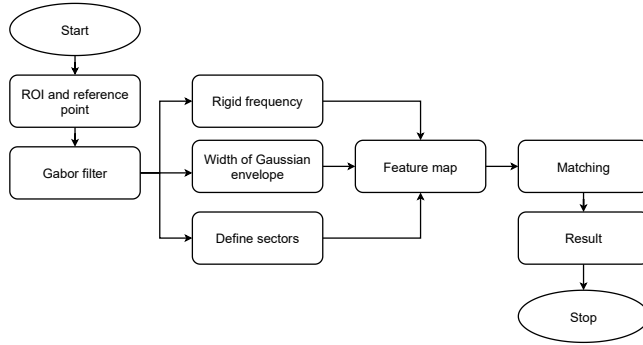 Start
ROI and reference
point
Gabor filter
Rigid frequency
Width of Gaussian
envelope
Define sectors
Feature map
Matching
Result
Stop